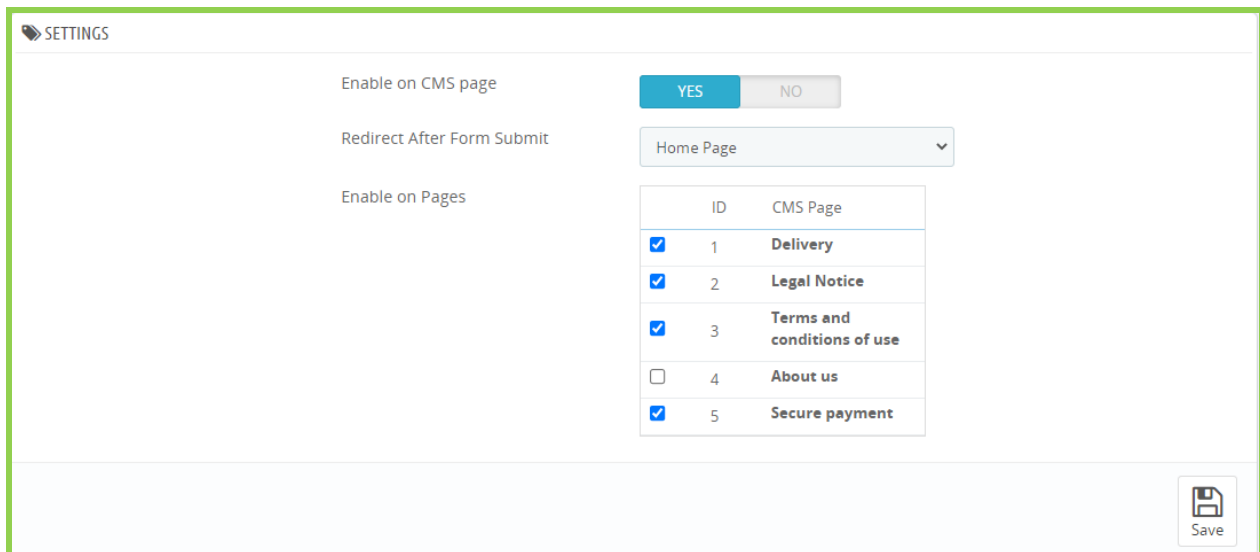 SETTINGS
Enable on CMS page
YES NO
Redirect After Form Submit
Home Page
Enable on Pages
ID CMS Page
1 Delivery
2 Legal Notice
3 Terms and
conditions of use
4 About us
5 Secure payment
Save